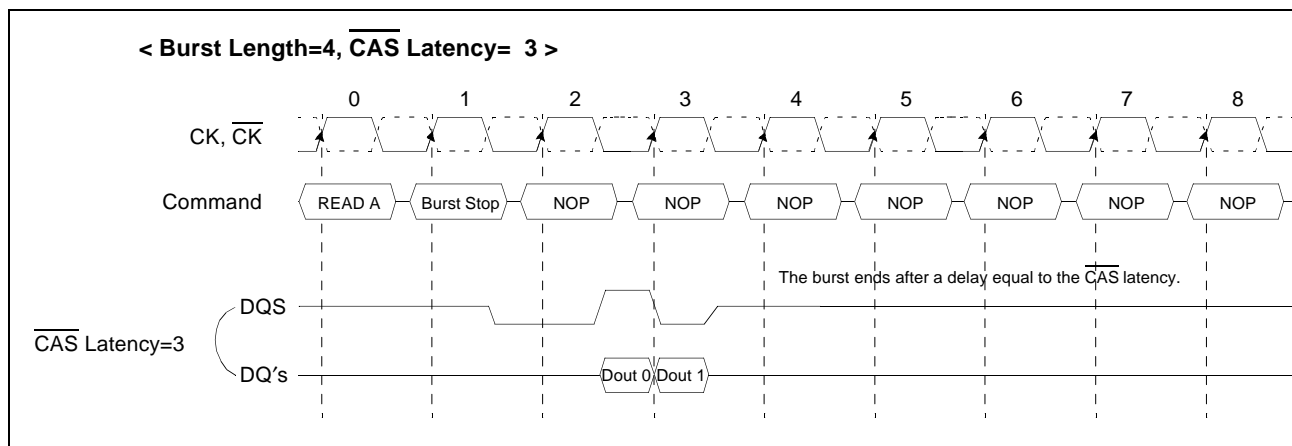 < Burst Length=4, CAS Latency= 3 >
0 1 2 3 4 5 6 7 8
CK, CK
Command READ A Burst Stop NOP NOP NOP NOP NOP NOP NOP
The burst ends after a delay equal to the CAS latency.
DQS
CAS Latency=3
DQ's Dout 0 Dout 1